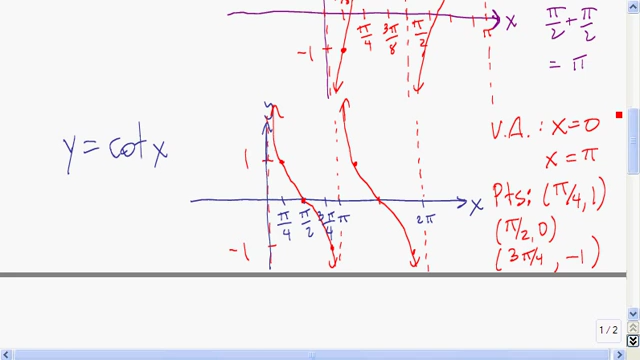 x
π/4 3π/8 π/2 π
-1
π/2 + π/2
= π
y = cot x
y
1
-1
π/4 π/2 3π/4 π 2π
x
V.A.: x=0
x=π
Pts: (π/4, 1)
(π/2, 0)
(3π/4, -1)
1/2